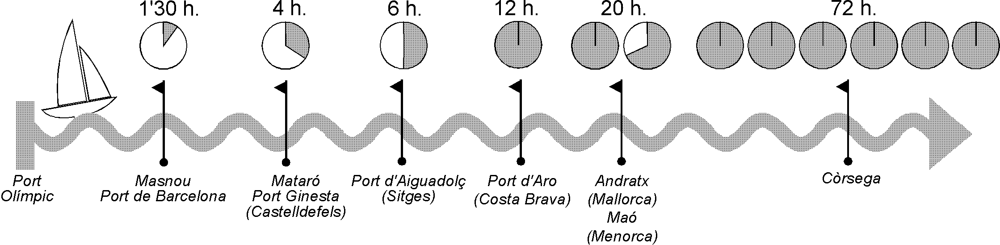 1'30 h.
4 h.
6 h.
12 h.
20 h.
72 h.
Port
Olímpic
Masnou
Port de Barcelona
Mataró
Port Ginesta
(Castelldefels)
Port d'Aiguadolç
(Sitges)
Port d'Aro
(Costa Brava)
Andratx
(Mallorca)
Maó
(Menorca)
Còrsega